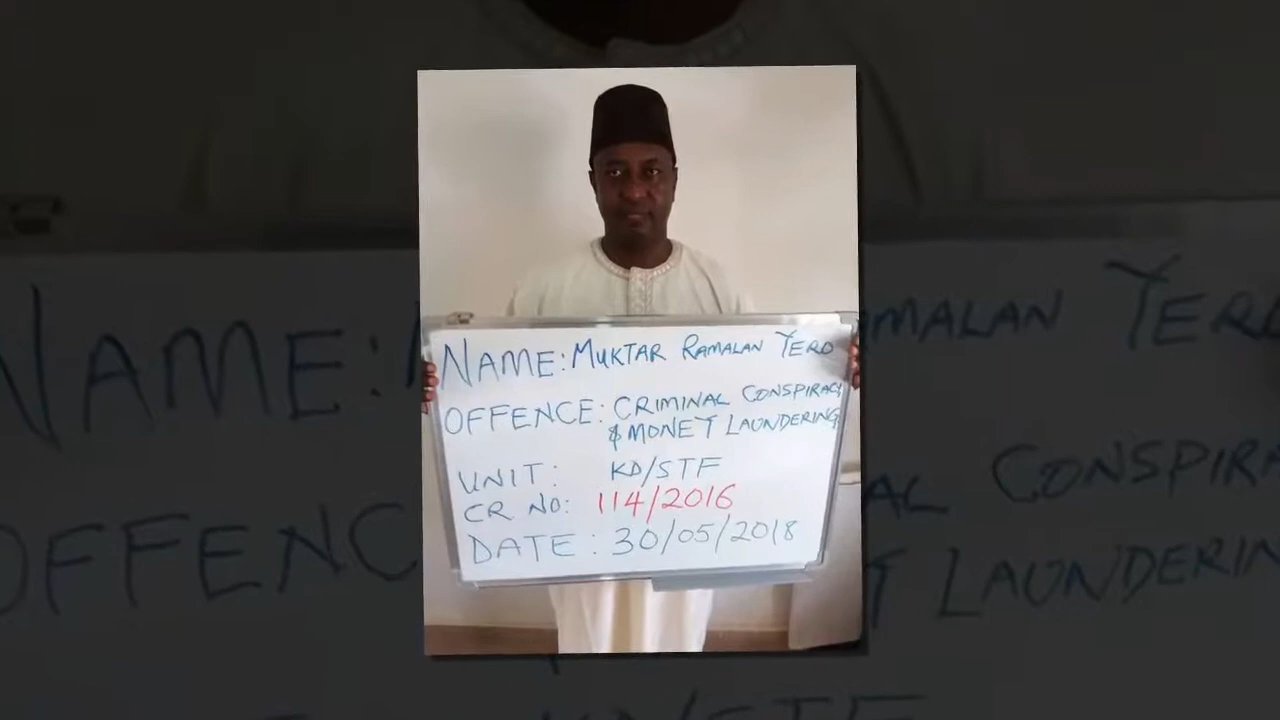 NAME: MUKTAR RAMALAN YERO
OFFENCE: CRIMINAL CONSPIRACY
& MONEY LAUNDERING
UNIT: KD/STF
CR NO: 114/2016
DATE: 30/05/2018